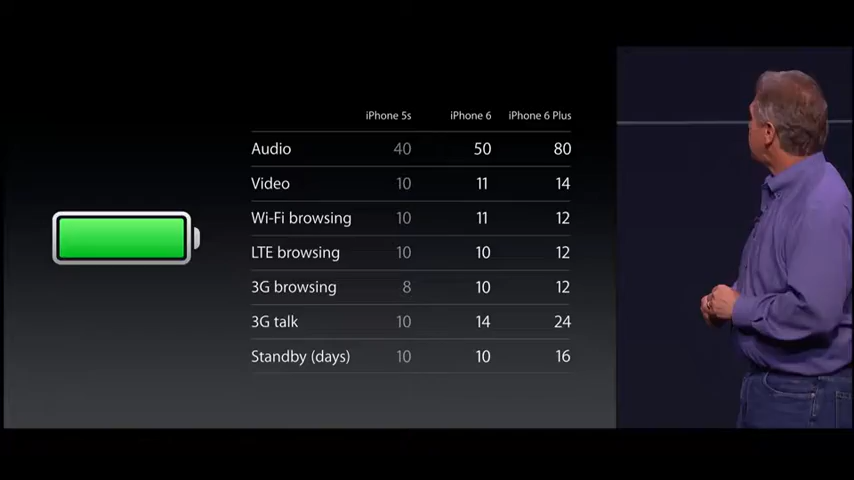 iPhone 5s iPhone 6 iPhone 6 Plus
Audio 40 50 80
Video 10 11 14
Wi-Fi browsing 10 11 12
LTE browsing 10 10 12
3G browsing 8 10 12
3G talk 10 14 24
Standby (days) 10 10 16